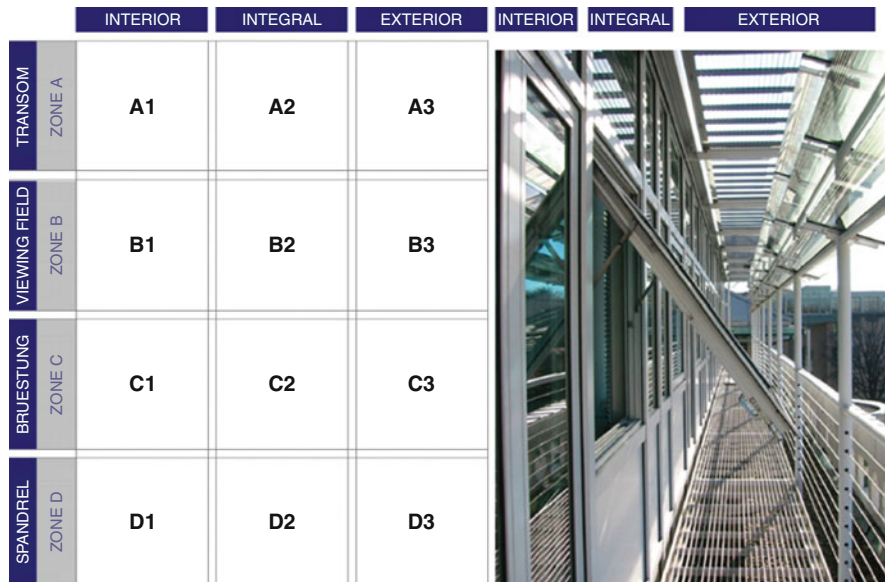 INTERIOR INTEGRAL EXTERIOR INTERIOR INTEGRAL EXTERIOR
TRANSOM ZONE A A1 A2 A3
VIEWING FIELD ZONE B B1 B2 B3
BRUESTUNG ZONE C C1 C2 C3
SPANDREL ZONE D D1 D2 D3